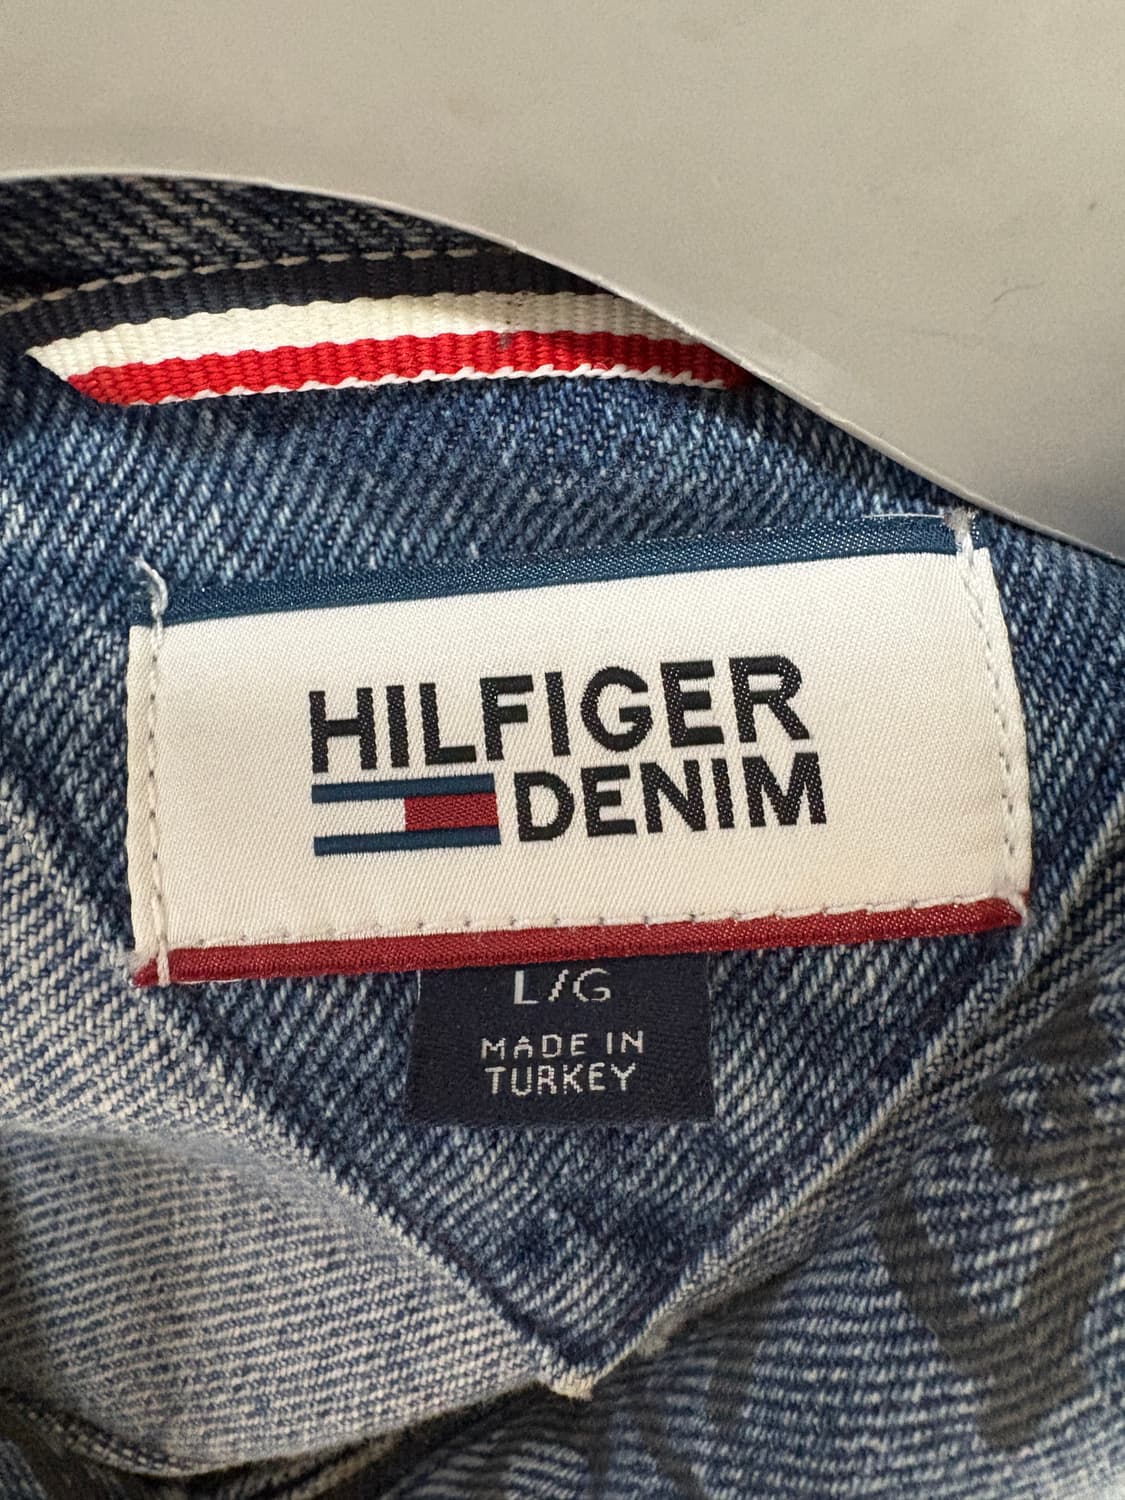 HILFIGER
DENIM
L/G
MADE IN
TURKEY